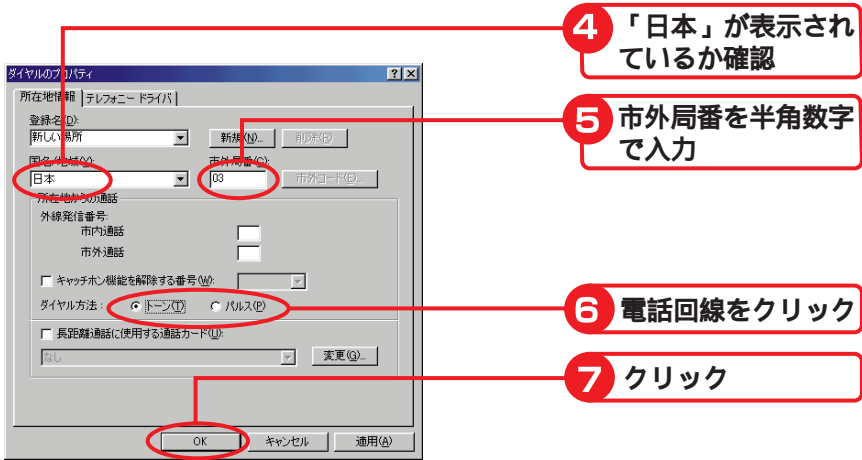 4 「日本」が表示され
ているか確認
ダイヤルのプロパティ
所在地情報 テレフォニー ドライバ
5 市外局番を半角数字
で入力
登録名(D):
新しい場所 新規(N)... 削除(R)
国名/地域(Y): 市外局番(C):
日本 03 市外コード(E)...
所在地からの通話
外線発信番号:
市内通話
市外通話
キャッチホン機能を解除する番号(W):
ダイヤル方法: トーン(T) パルス(P)
6 電話回線をクリック
長距離通話に使用する通話カード(U):
なし 変更(G)...
7 クリック
OK キャンセル 適用(A)